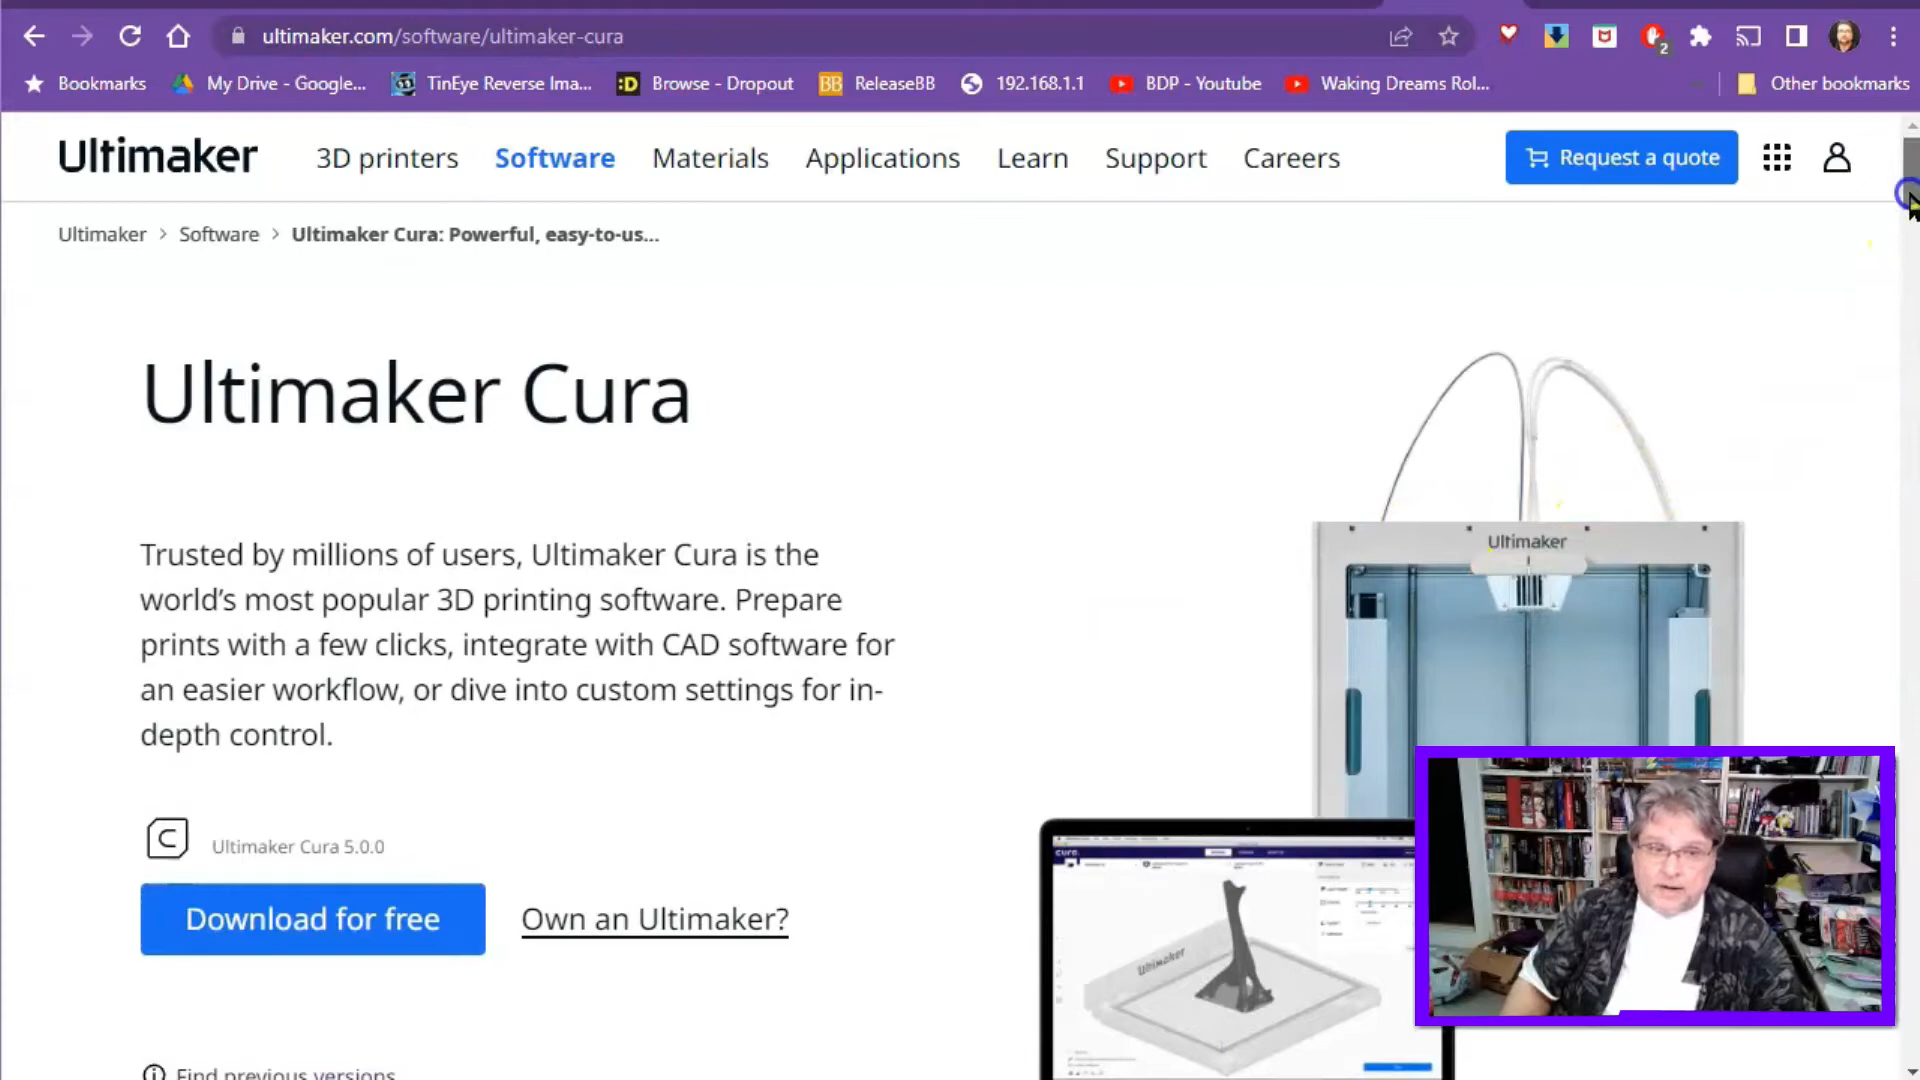 ultimaker.com/software/ultimaker-cura
2
Bookmarks
My Drive - Google...
TinEye Reverse Ima...
:D
Browse - Dropout
BB
ReleaseBB
192.168.1.1
BDP - Youtube
Waking Dreams Rol...
Other bookmarks
Ultimaker
3D printers
Software
Materials
Applications
Learn
Support
Careers
Request a quote
Ultimaker > Software > Ultimaker Cura: Powerful, easy-to-us...
Ultimaker Cura
Trusted by millions of users, Ultimaker Cura is the
world's most popular 3D printing software. Prepare
prints with a few clicks, integrate with CAD software for
an easier workflow, or dive into custom settings for in-
depth control.
C
Ultimaker Cura 5.0.0
Download for free
Own an Ultimaker?
Find previous versions
Ultimaker
cura
Ultimaker